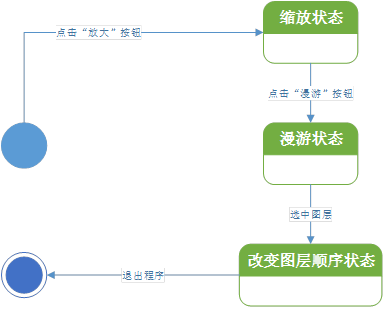 缩放状态
点击“放大”按钮
点击“漫游”按钮
漫游状态
选中图层
改变图层顺序状态
退出程序